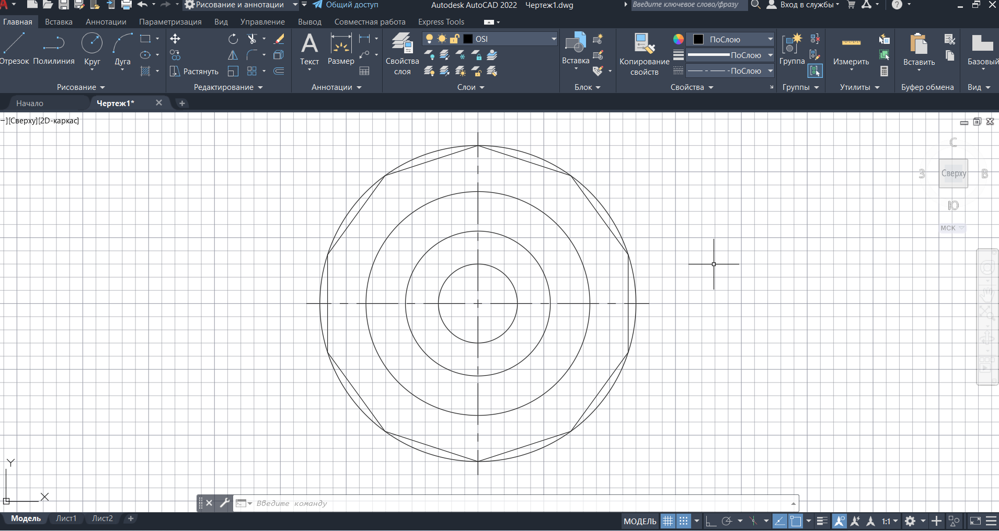 Рисование и аннотации
Общий доступ
Autodesk AutoCAD 2022 Чертеж1.dwg
Введите ключевое слово/фразу
Вход в службы
?
Главная Вставка Аннотации Параметризация Вид Управление Вывод Совместная работа Express Tools
Отрезок Полилиния Круг Дуга
Рисование
Растянуть
Редактирование
Текст Размер
Аннотации
Свойства слоя
OSI
Слои
Вставка
Блок
Копирование свойств
ПоСлою
ПоСлою
ПоСлою
Свойства
Группа
Группы
Измерить
Утилиты
Вставить
Буфер обмена
Базовый
Вид
Начало Чертеж1*
−][Сверху][2D-каркас]
С
З Сверху В
Ю
МСК
Y
X
Введите команду
Модель Лист1 Лист2
МОДЕЛЬ
1:1